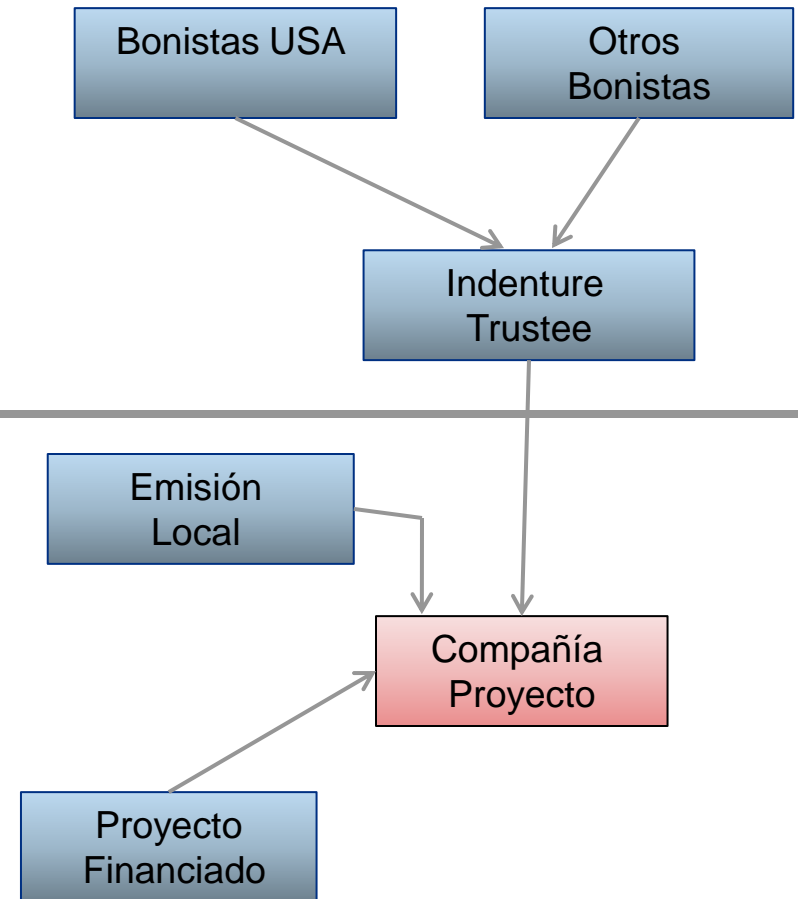 Bonistas USA
Otros
Bonistas
Indenture
Trustee
Emisión
Local
Compañía
Proyecto
Proyecto
Financiado